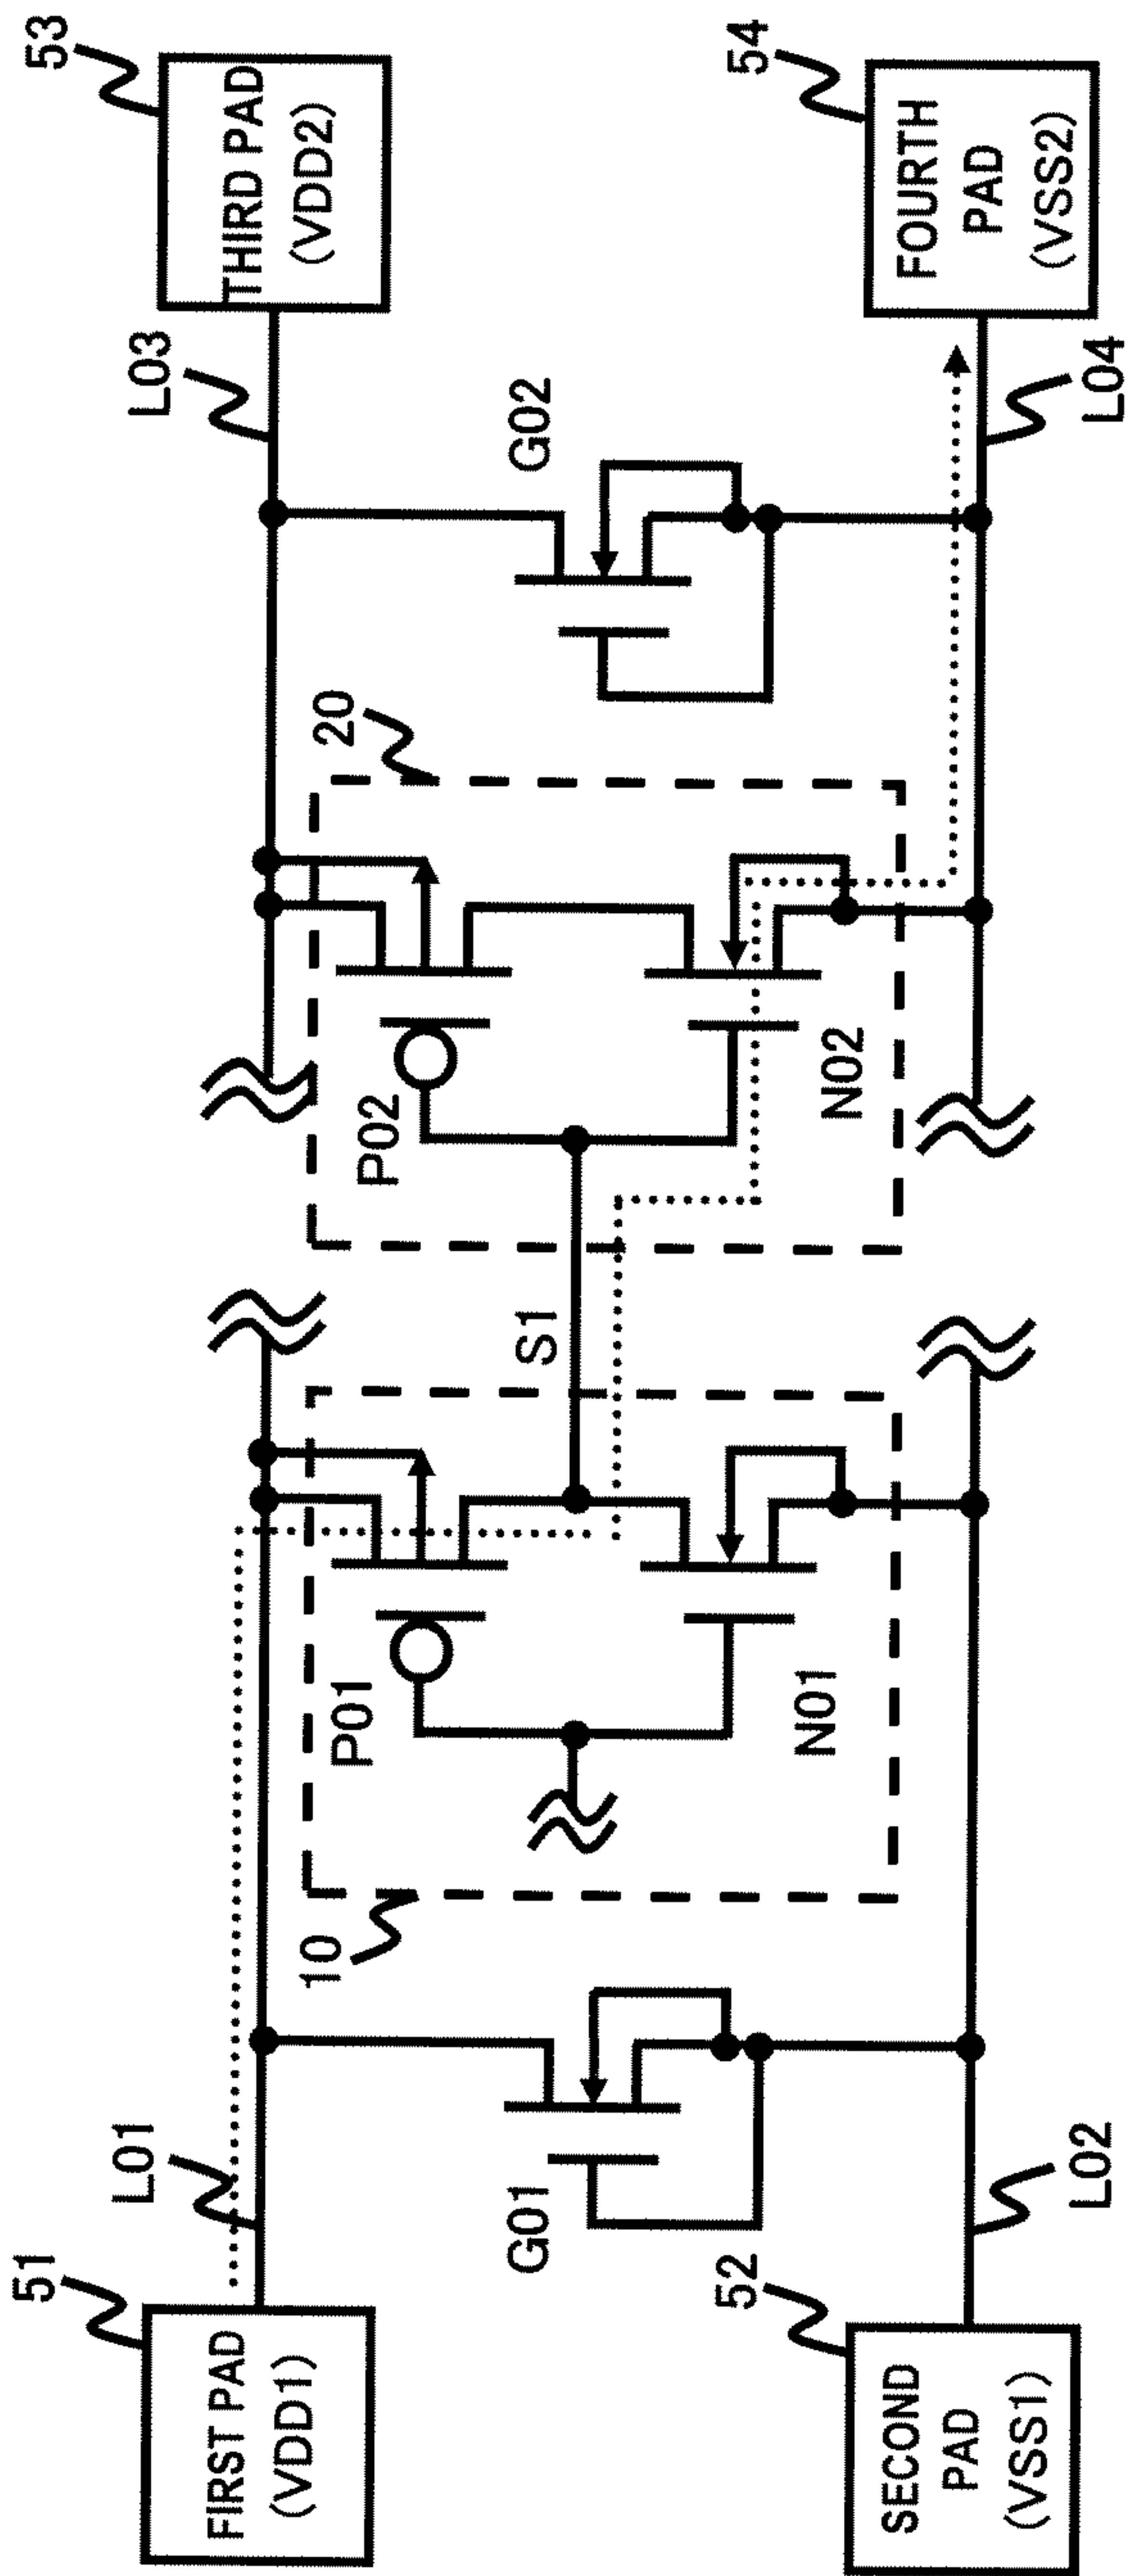 51
FIRST PAD
(VDD1)
L01
53
THIRD PAD
(VDD2)
L03
10
P01
N01
G01
S1
20
P02
N02
G02
52
SECOND
PAD
(VSS1)
L02
54
FOURTH
PAD
(VSS2)
L04